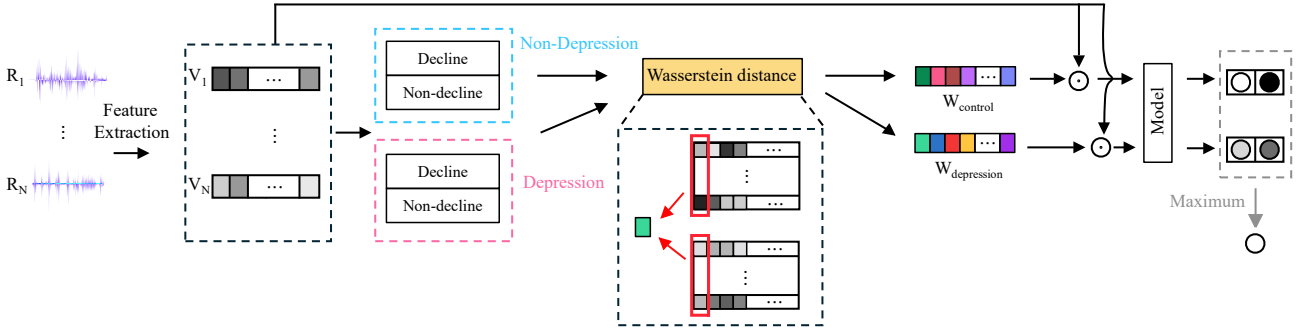 R1
⋮
RN
Feature
Extraction
V1
...
⋮
VN
...
Decline
Non-decline
Non-Depression
Decline
Non-decline
Depression
Wasserstein distance
...
⋮
...
...
⋮
...
...
Wcontrol
...
Wdepression
Model
Maximum